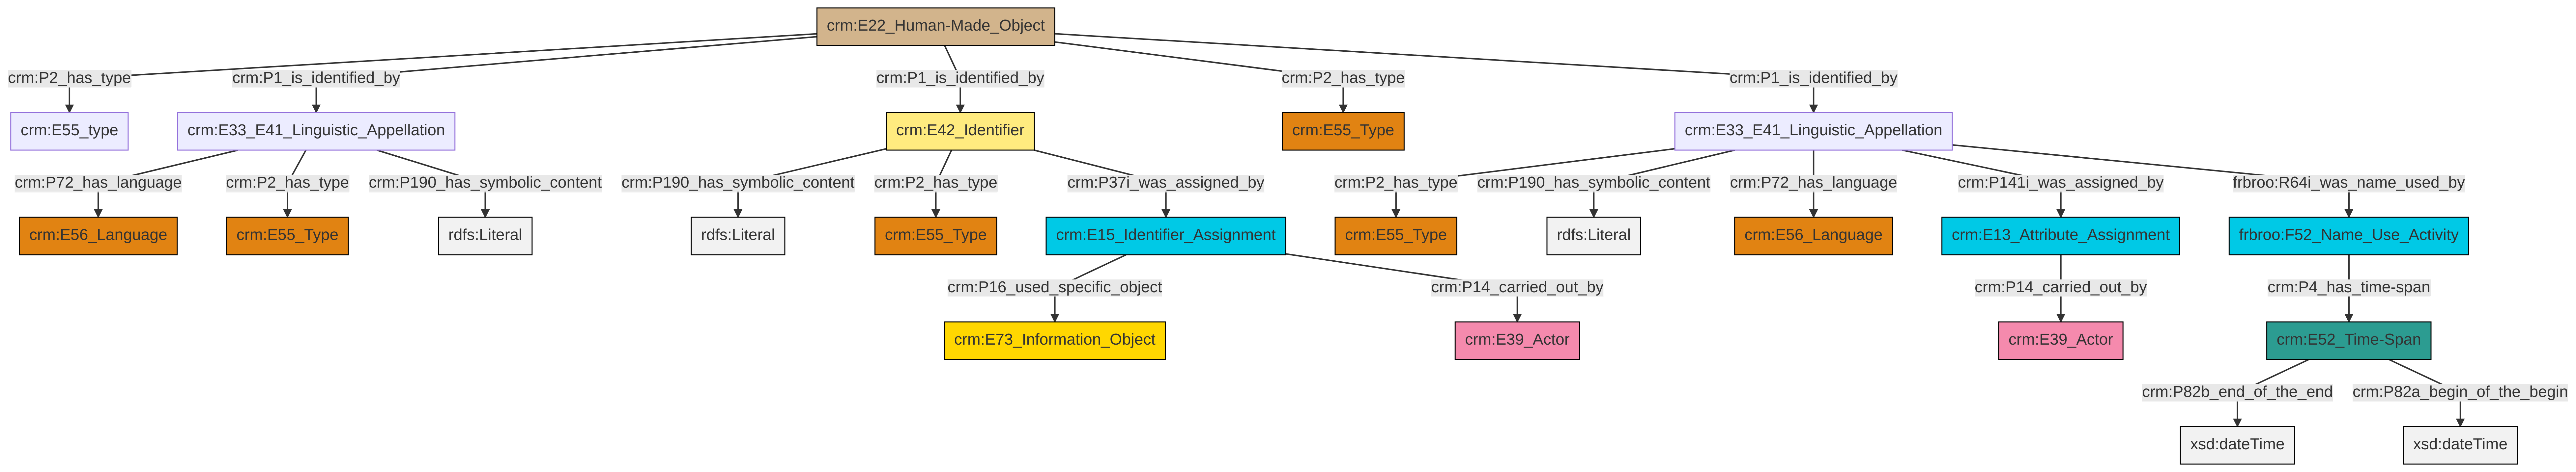 crm:E22_Human-Made_Object
crm:P2_has_type
crm:P1_is_identified_by
crm:P1_is_identified_by
crm:P2_has_type
crm:P1_is_identified_by
crm:E55_type
crm:E33_E41_Linguistic_Appellation
crm:E42_Identifier
crm:E55_Type
crm:E33_E41_Linguistic_Appellation
crm:P72_has_language
crm:P2_has_type
crm:P190_has_symbolic_content
crm:P190_has_symbolic_content
crm:P2_has_type
crm:P37i_was_assigned_by
crm:P2_has_type
crm:P190_has_symbolic_content
crm:P72_has_language
crm:P141i_was_assigned_by
frbroo:R64i_was_name_used_by
crm:E56_Language
crm:E55_Type
rdfs:Literal
rdfs:Literal
crm:E55_Type
crm:E15_Identifier_Assignment
crm:E55_Type
rdfs:Literal
crm:E56_Language
crm:E13_Attribute_Assignment
frbroo:F52_Name_Use_Activity
crm:P16_used_specific_object
crm:P14_carried_out_by
crm:P14_carried_out_by
crm:P4_has_time-span
crm:E73_Information_Object
crm:E39_Actor
crm:E39_Actor
crm:E52_Time-Span
crm:P82b_end_of_the_end
crm:P82a_begin_of_the_begin
xsd:dateTime
xsd:dateTime